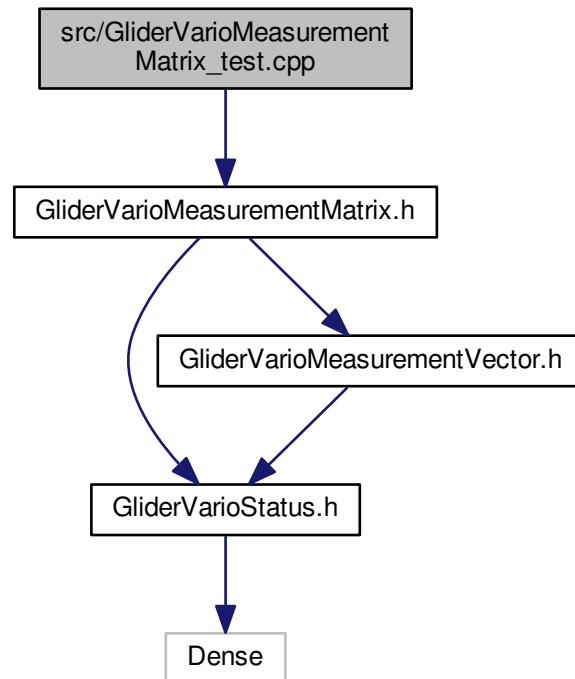 src/GliderVarioMeasurement
Matrix_test.cpp
GliderVarioMeasurementMatrix.h
GliderVarioMeasurementVector.h
GliderVarioStatus.h
Dense